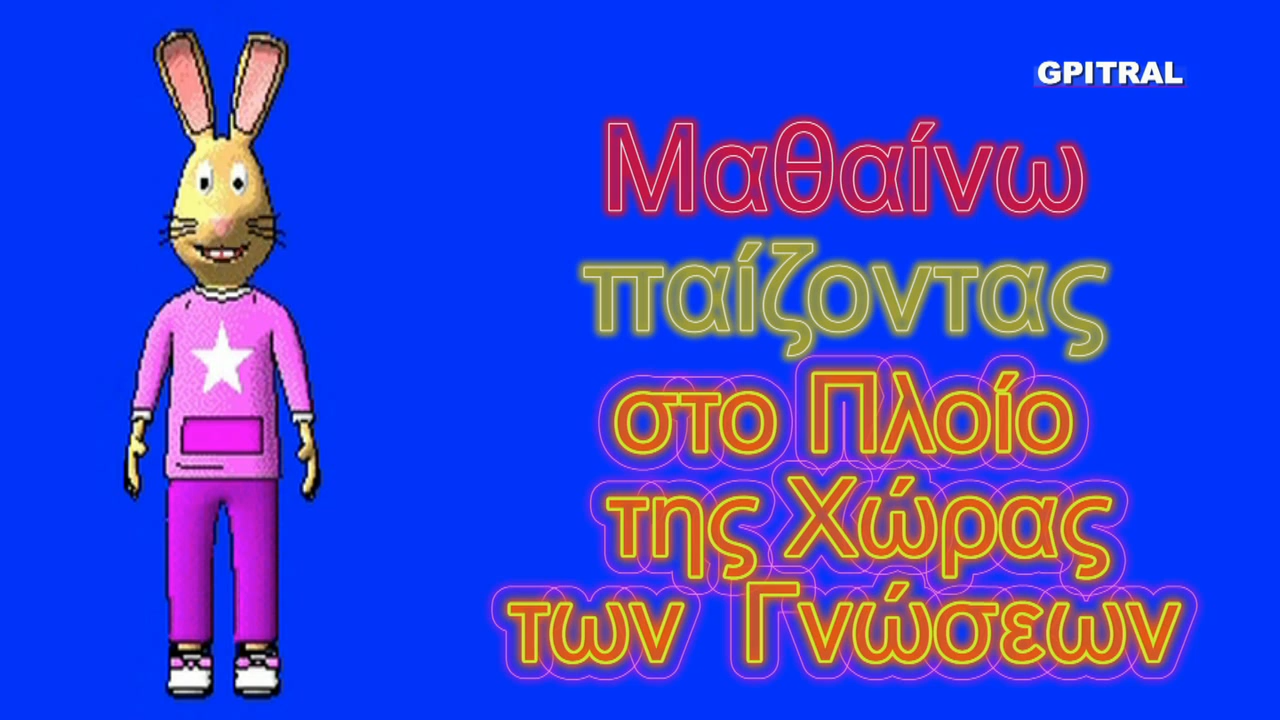 GPITRAL
Μαθαίνω
παίζοντας
στο Πλοίο
της Χώρας
των Γνώσεων